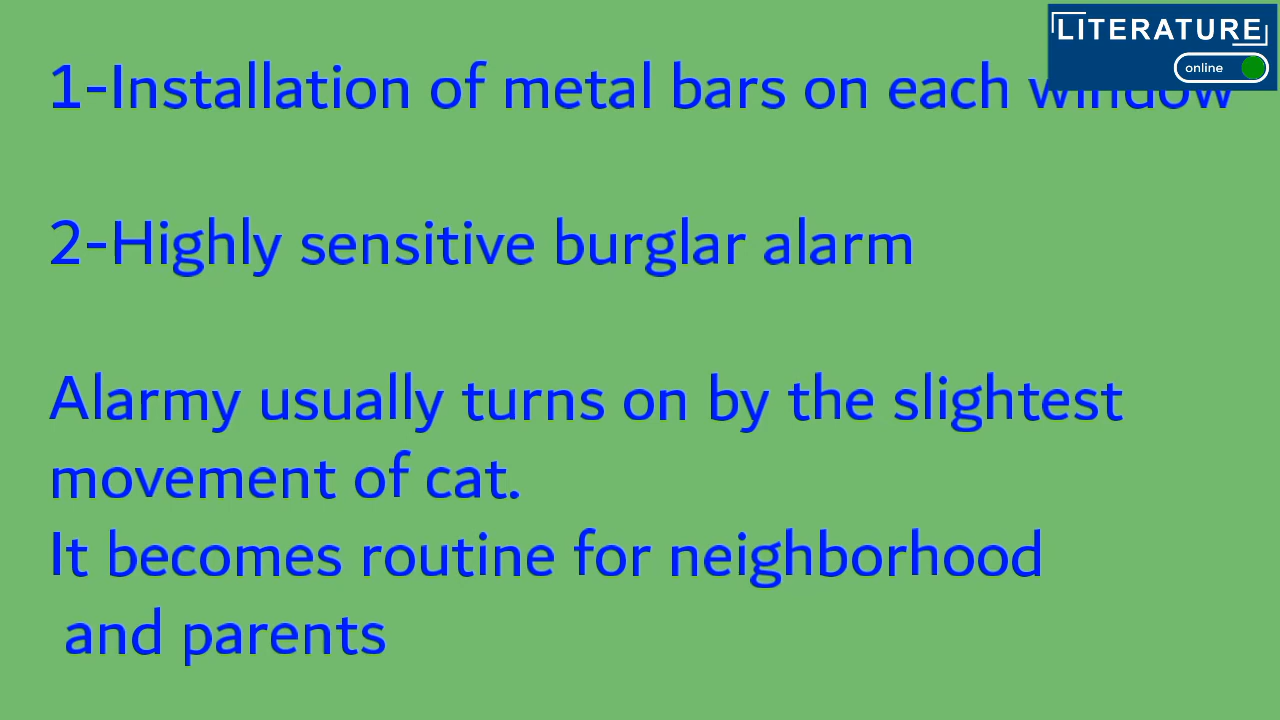 LITERATURE
online
1-Installation of metal bars on each window
2-Highly sensitive burglar alarm
Alarmy usually turns on by the slightest
movement of cat.
It becomes routine for neighborhood
and parents